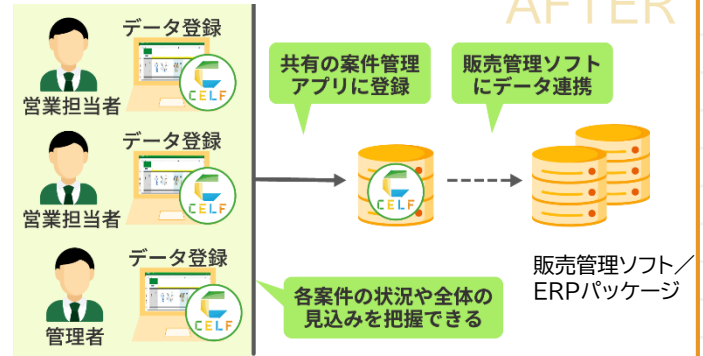 AFTER
データ登録
CELF
営業担当者
データ登録
CELF
営業担当者
データ登録
CELF
管理者
共有の案件管理
アプリに登録
販売管理ソフト
にデータ連携
CELF
各案件の状況や全体の
見込みを把握できる
販売管理ソフト／
ERPパッケージ